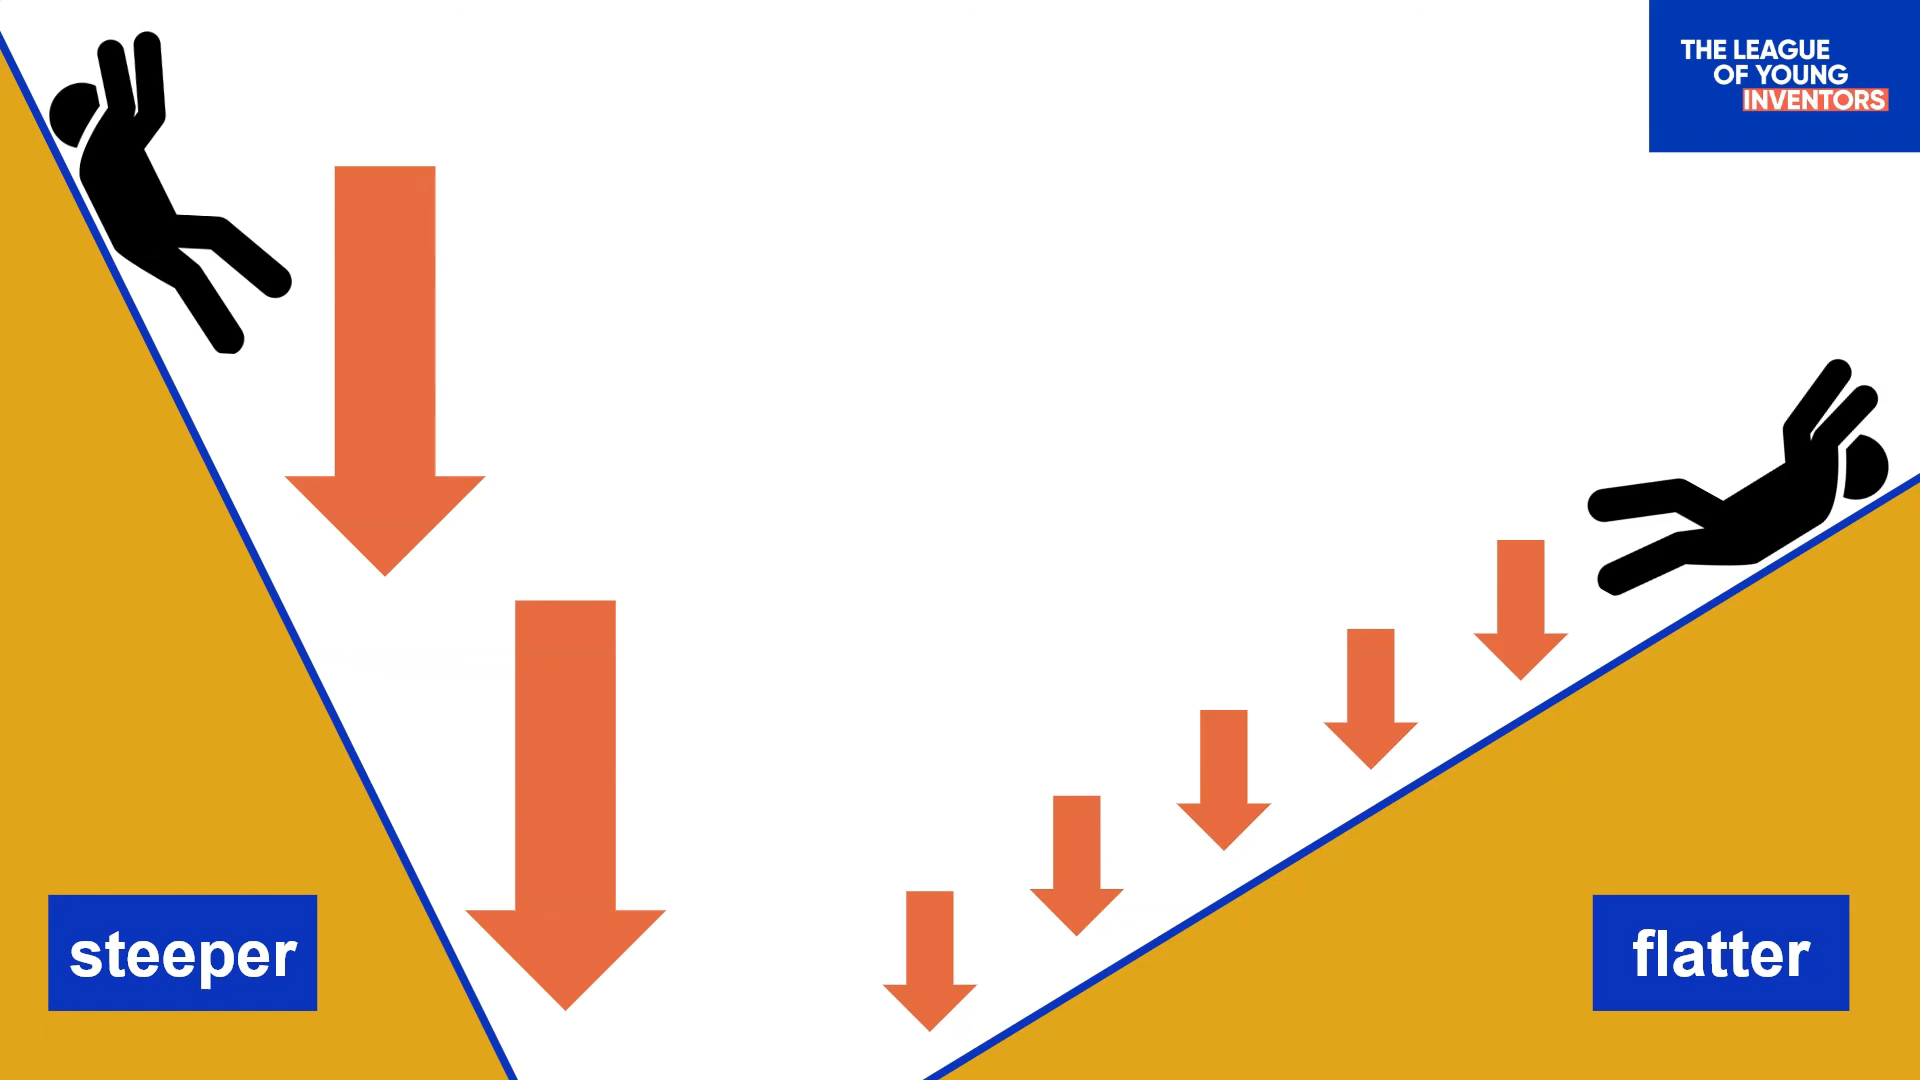 THE LEAGUE
OF YOUNG
INVENTORS
steeper
flatter